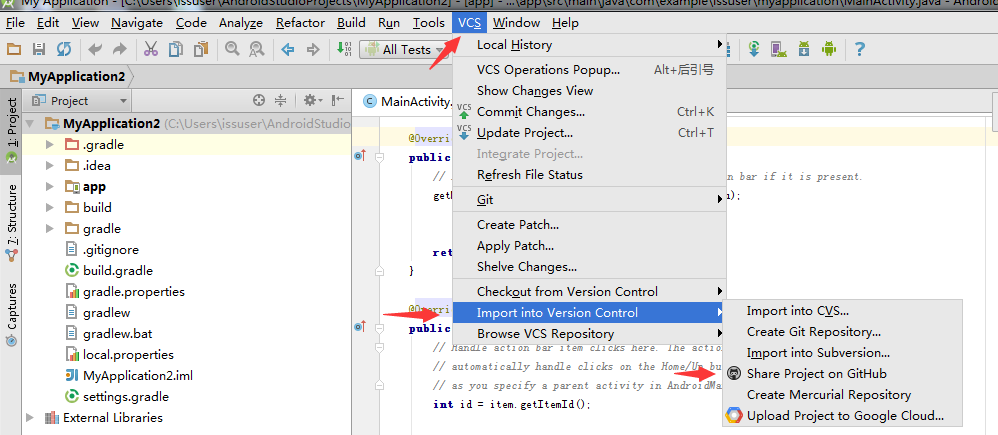 My Application - [C:\Users\issuser\AndroidStudioProjects\MyApplication2] - [app] - ...\app\src\main\java\com\example\issuser\myapplication\MainActivity.java - Android
File Edit View Navigate Code Analyze Refactor Build Run Tools VCS Window Help
All Tests
MyApplication2
Project
MainActivity.
1: Project
7: Structure
Captures
MyApplication2 (C:\Users\issuser\AndroidStudio
.gradle
.idea
app
build
gradle
.gitignore
build.gradle
gradle.properties
gradlew
gradlew.bat
local.properties
MyApplication2.iml
settings.gradle
External Libraries
@Overri
public
//
n bar if it is present.
get
);
ret
}
@Overri
public
// Handle action bar item clicks here. The action
// automatically handle clicks on the Home/Up bu
// as you specify a parent activity in AndroidMa
int id = item.getItemId();
Local History
VCS Operations Popup... Alt+后引号
Show Changes View
VCS Commit Changes... Ctrl+K
VCS Update Project... Ctrl+T
Integrate Project...
Refresh File Status
Git
Create Patch...
Apply Patch...
Shelve Changes...
Checkout from Version Control
Import into Version Control
Browse VCS Repository
Import into CVS...
Create Git Repository...
Import into Subversion...
Share Project on GitHub
Create Mercurial Repository
Upload Project to Google Cloud...